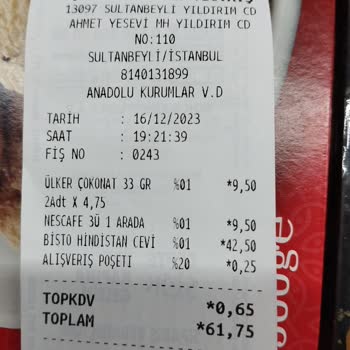 13097 SULTANBEYLİ YILDIRIM CD
AHMET YESEVİ MH YILDIRIM CD
NO:110
SULTANBEYLİ/İSTANBUL
8140131899
ANADOLU KURUMLAR V.D
TARİH : 16/12/2023
SAAT : 19:21:39
FİŞ NO : 0243
ÜLKER ÇOKONAT 33 GR %01 *9,50
2Adt X 4,75
NESCAFE 3Ü 1 ARADA %01 *9,50
BISTO HİNDİSTAN CEVİ %01 *42,50
ALIŞVERİŞ POŞETİ %20 *0,25
TOPKDV *0,65
TOPLAM *61,75